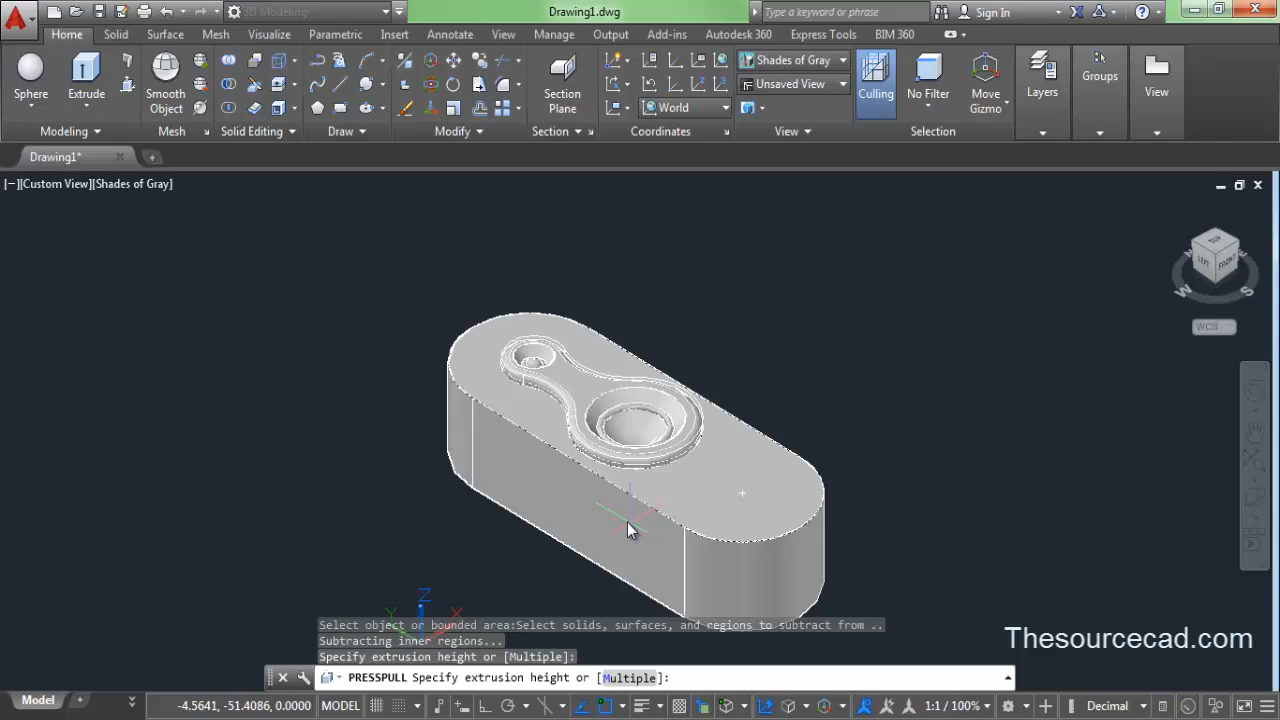 3D Modeling
Drawing1.dwg
Type a keyword or phrase
Sign In
Home
Solid
Surface
Mesh
Visualize
Parametric
Insert
Annotate
View
Manage
Output
Add-ins
Autodesk 360
Express Tools
BIM 360
Sphere
Extrude
Smooth
Object
Section
Plane
World
Shades of Gray
Unsaved View
Culling
No Filter
Move
Gizmo
Layers
Groups
View
Modeling
Mesh
Solid Editing
Draw
Modify
Section
Coordinates
View
Selection
Drawing1*
[−][Custom View][Shades of Gray]
TOP
LEFT
FRONT
W
S
WCS
Z
Y
X
Select object or bounded area:Select solids, surfaces, and regions to subtract from ..
Subtracting inner regions...
Specify extrusion height or [Multiple]:
PRESSPULL Specify extrusion height or [Multiple]:
Thesourcecad.com
Model
-4.5641, -51.4086, 0.0000
MODEL
1:1 / 100%
Decimal